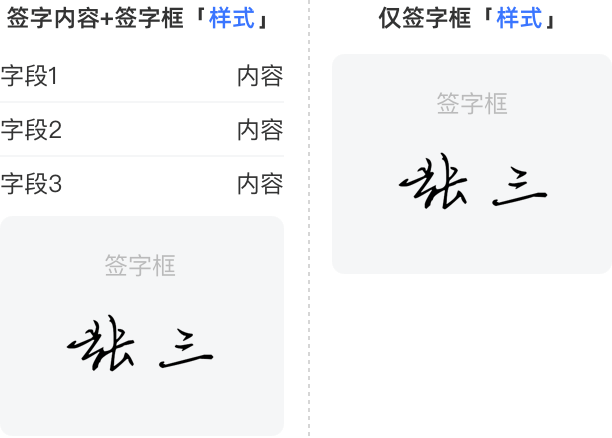 签字内容+签字框「样式」
字段1 内容
字段2 内容
字段3 内容
签字框
张 三
仅签字框「样式」
签字框
张 三